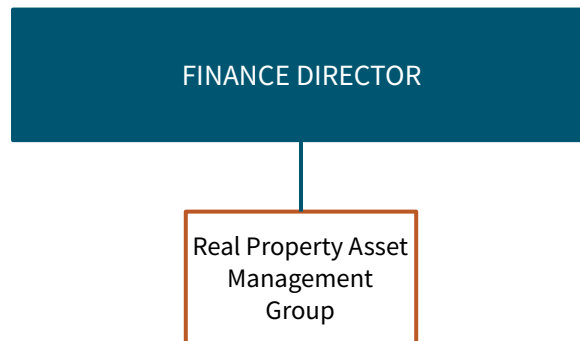 FINANCE DIRECTOR
Real Property Asset
Management
Group